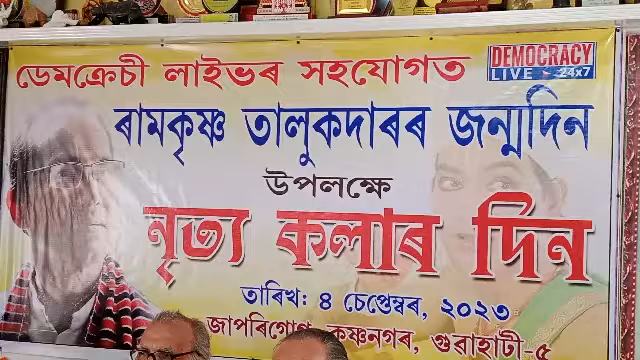 ডেমক্ৰেচী লাইভৰ সহযোগত
DEMOCRACY
LIVE 24x7
ৰামকৃষ্ণ তালুকদাৰৰ জন্মদিন
উপলক্ষে
নৃত্য কলাৰ দিন
তাৰিখ: ৪ চেপ্তেম্বৰ, ২০২৩
জাপৰিগোগ, কৃষ্ণনগৰ, গুৱাহাটী-৫